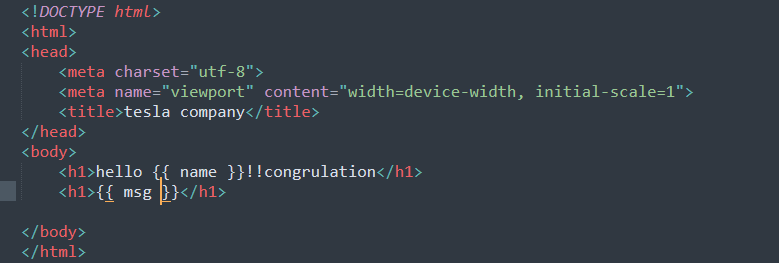 <!DOCTYPE html>
<html>
<head>
    <meta charset="utf-8">
    <meta name="viewport" content="width=device-width, initial-scale=1">
    <title>tesla company</title>
</head>
<body>
    <h1>hello {{ name }}!!congrulation</h1>
    <h1>{{ msg }}</h1>

</body>
</html>